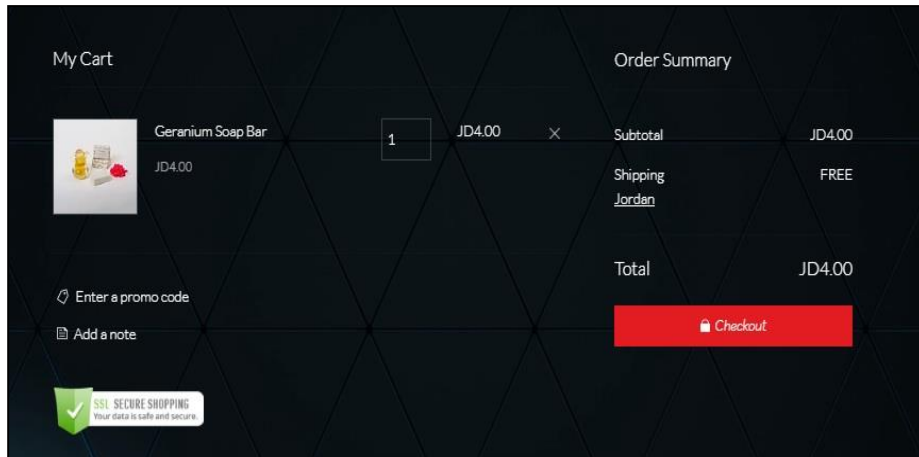 My Cart
Geranium Soap Bar
JD4.00
1
JD4.00
×
Enter a promo code
Add a note
SSL SECURE SHOPPING
Your data is safe and secure.
Order Summary
Subtotal JD4.00
Shipping FREE
Jordan
Total JD4.00
Checkout